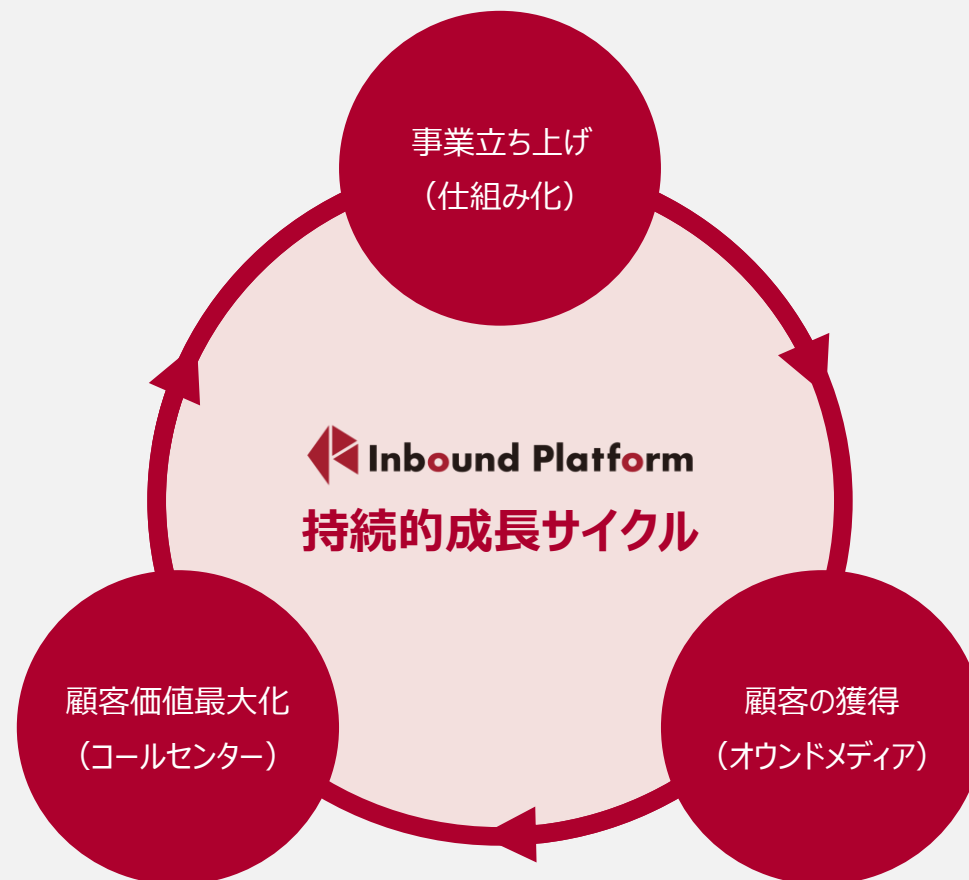 事業立ち上げ
（仕組み化）
Inbound Platform
持続的成長サイクル
顧客価値最大化
（コールセンター）
顧客の獲得
（オウンドメディア）